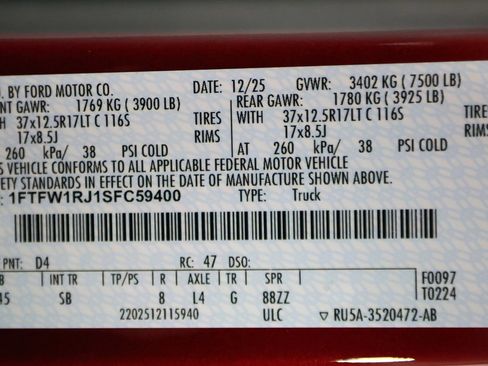 BY FORD MOTOR CO. DATE: 12/25 GVWR: 3402 KG ( 7500 LB)
NT GAWR: 1769 KG ( 3900 LB) REAR GAWR: 1780 KG ( 3925 LB)
37x12.5R17LT C 116S TIRES WITH 37x12.5R17LT C 116S TIRES
17x8.5J RIMS 17x8.5J RIMS
260 kPa/ 38 PSI COLD AT 260 kPa/ 38 PSI COLD
S VEHICLE CONFORMS TO ALL APPLICABLE FEDERAL MOTOR VEHICLE
ETY STANDARDS IN EFFECT ON THE DATE OF MANUFACTURE SHOWN ABOVE.
1FTFW1RJ1SFC59400 TYPE: Truck
PNT: D4 RC: 47 DSO:
B INT TR TP/PS R AXLE TR SPR F0097
45 SB 8 L4 G 88ZZ T0224
2202512115940 ULC ▽ RU5A-3520472-AB